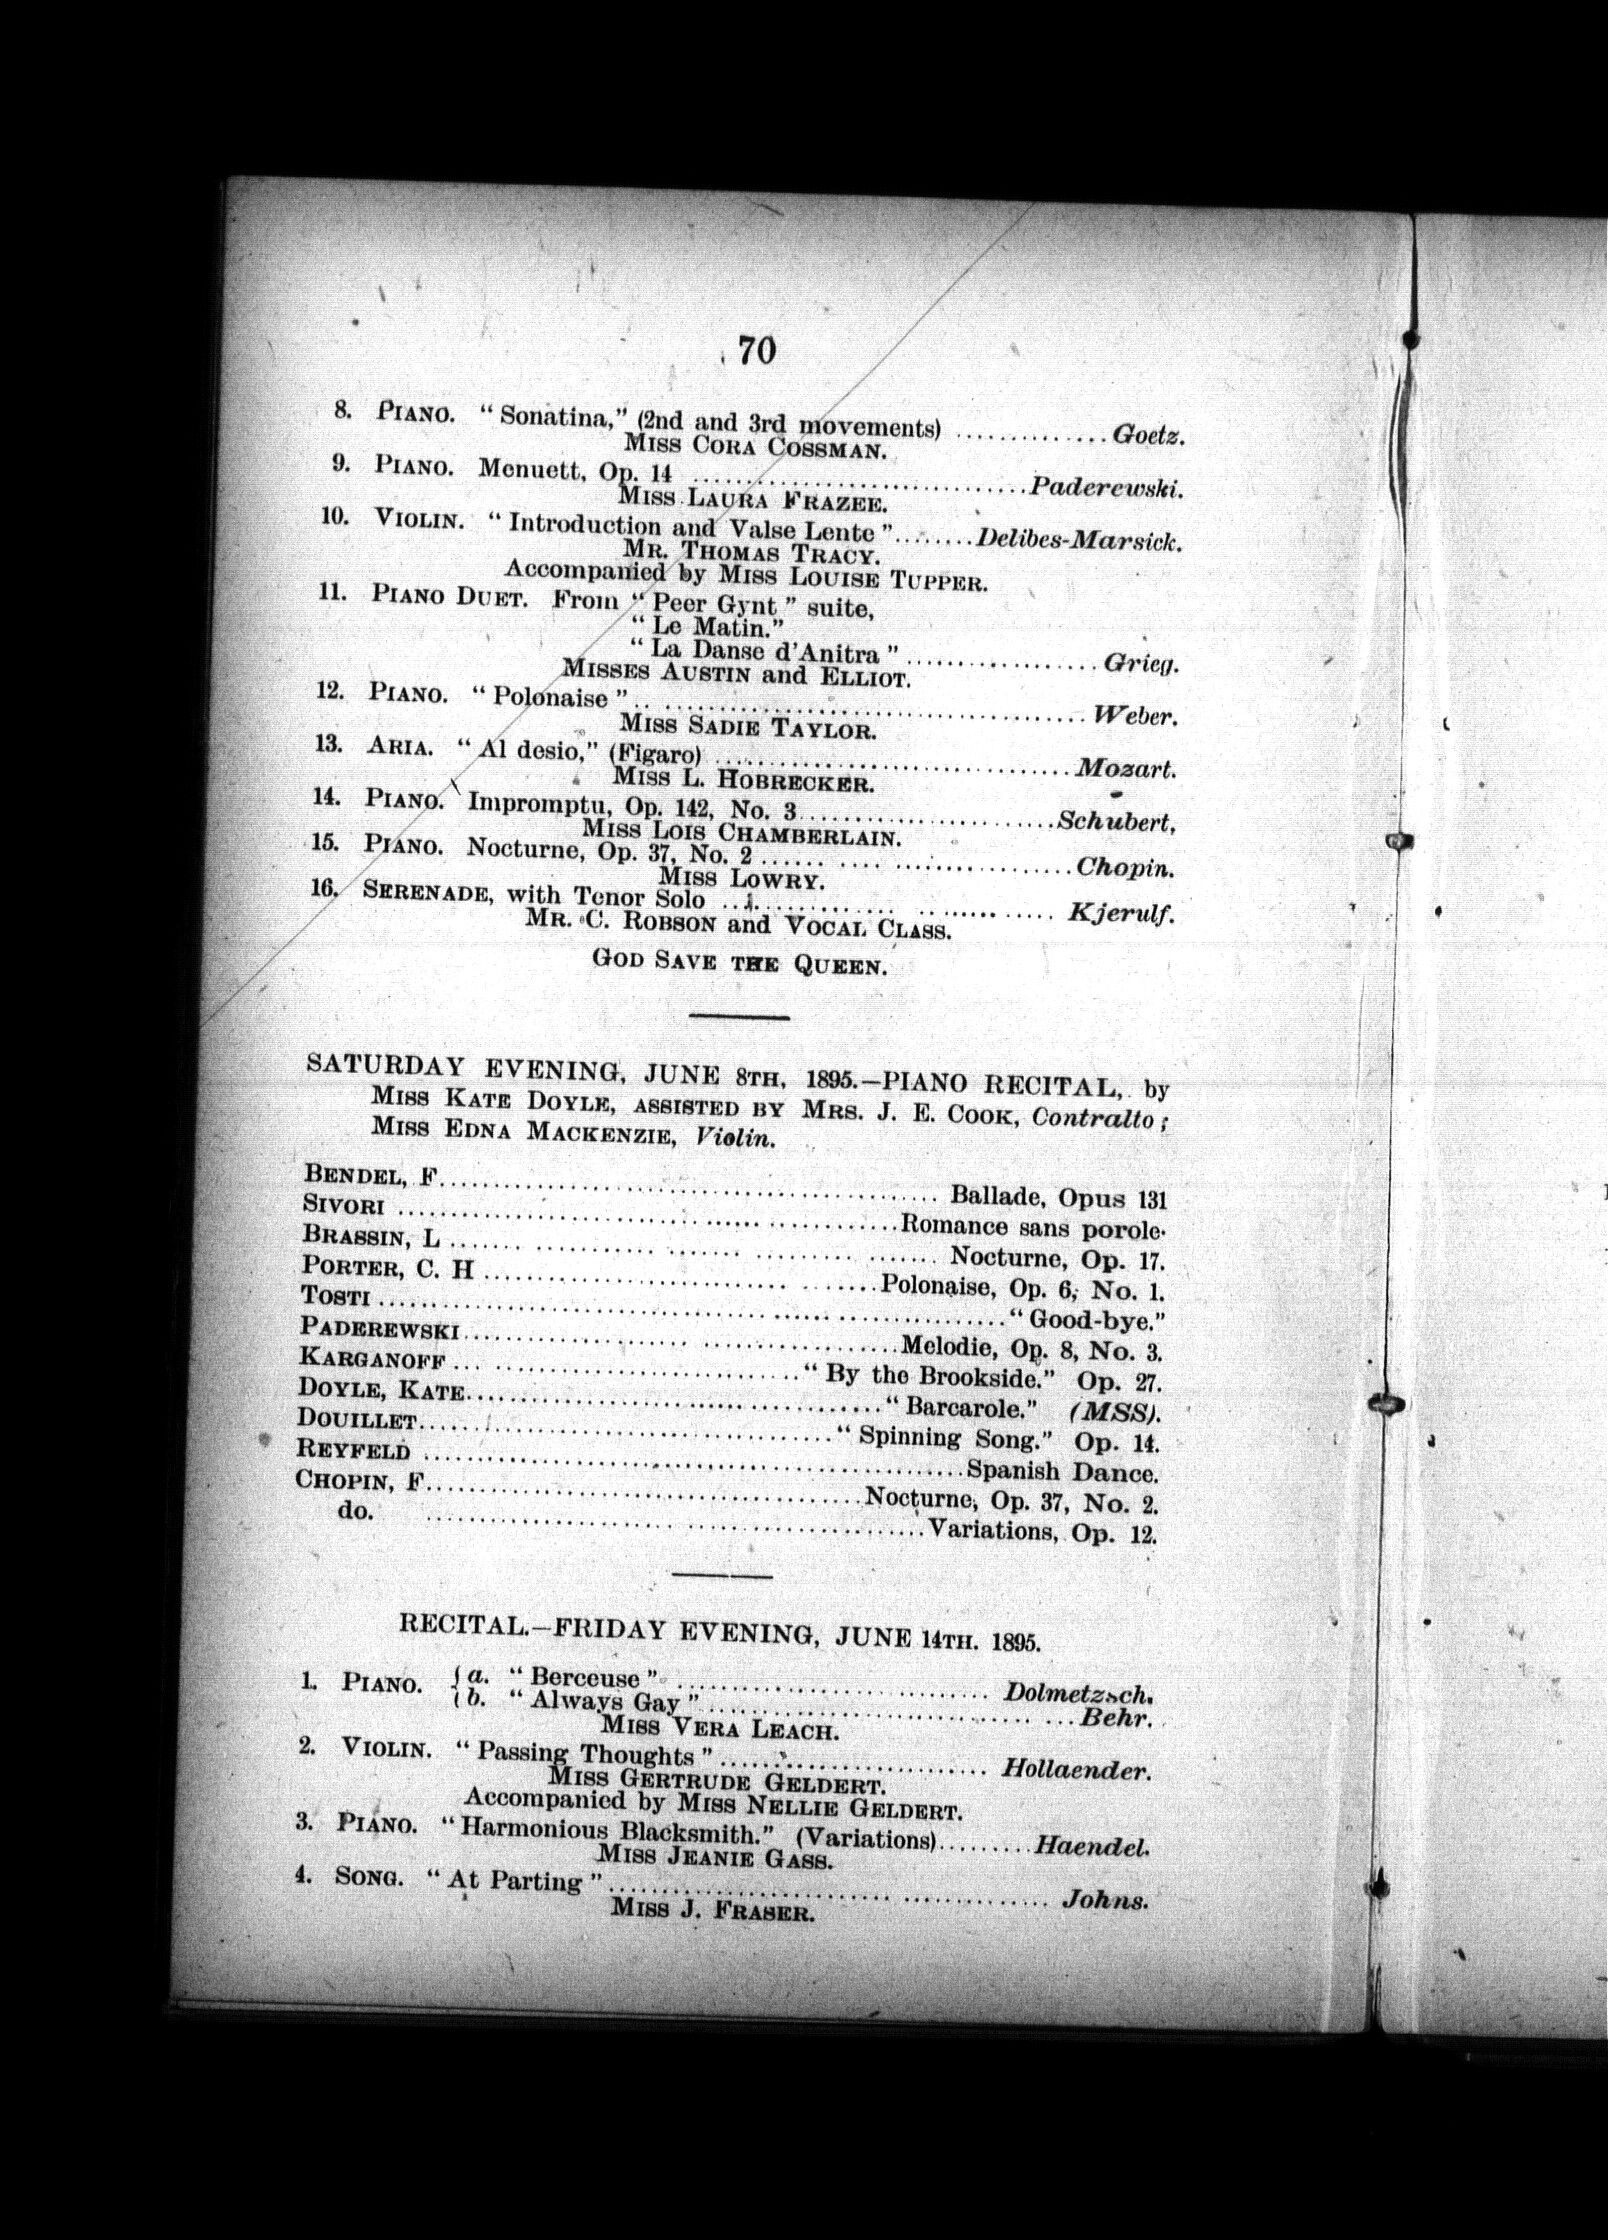 70
8. PIANO. "Sonatina," (2nd and 3rd movements) .............. Goetz.
MISS CORA COSSMAN.
9. PIANO. Menuett, Op. 14 ................................ Paderewski.
MISS LAURA FRAZEE.
10. VIOLIN. "Introduction and Valse Lente"........Delibes-Marsick.
MR. THOMAS TRACY.
Accompanied by MISS LOUISE TUPPER.
11. PIANO DUET. From "Peer Gynt" suite,
"Le Matin."
"La Danse d'Anitra".................. Grieg.
MISSES AUSTIN and ELLIOT.
12. PIANO. "Polonaise".. ........................................ Weber.
MISS SADIE TAYLOR.
13. ARIA. "Al desio," (Figaro) .................................. Mozart.
MISS L. HOBRECKER.
14. PIANO. Impromptu, Op. 142, No. 3........................Schubert,
MISS LOIS CHAMBERLAIN.
15. PIANO. Nocturne, Op. 37, No. 2 ...... .... .................Chopin.
MISS LOWRY.
16. SERENADE, with Tenor Solo ................ ............. Kjerulf.
MR. C. ROBSON and VOCAL CLASS.
GOD SAVE THE QUEEN.
SATURDAY EVENING, JUNE 8TH, 1895.—PIANO RECITAL, by
MISS KATE DOYLE, ASSISTED BY MRS. J. E. COOK, Contralto;
MISS EDNA MACKENZIE, Violin.
BENDEL, F................................................ Ballade, Opus 131
SIVORI ................................................Romance sans porole.
BRASSIN, L ....... ........... ....... ......... ....... Nocturne, Op. 17.
PORTER, C. H ............................. .......Polonaise, Op. 6, No. 1.
TOSTI ............................................................"Good-bye."
PADEREWSKI....................... ...................Melodie, Op. 8, No. 3.
KARGANOFF ... ............................."By the Brookside." Op. 27.
DOYLE, KATE........................................"Barcarole." (MSS).
DOUILLET........................................"Spinning Song." Op. 14.
REYFELD ....................................................Spanish Dance.
CHOPIN, F..........................................Nocturne, Op. 37, No. 2.
do. ................................................Variations, Op. 12.
RECITAL.—FRIDAY EVENING, JUNE 14TH. 1895.
1. PIANO. { a. "Berceuse".............................. Dolmetzsch.
{ b. "Always Gay"............................... ...Behr.
MISS VERA LEACH.
2. VIOLIN. "Passing Thoughts".......................... Hollaender.
MISS GERTRUDE GELDERT.
Accompanied by MISS NELLIE GELDERT.
3. PIANO. "Harmonious Blacksmith." (Variations).........Haendel.
MISS JEANIE GASS.
4. SONG. "At Parting"........................... .............. Johns.
MISS J. FRASER.